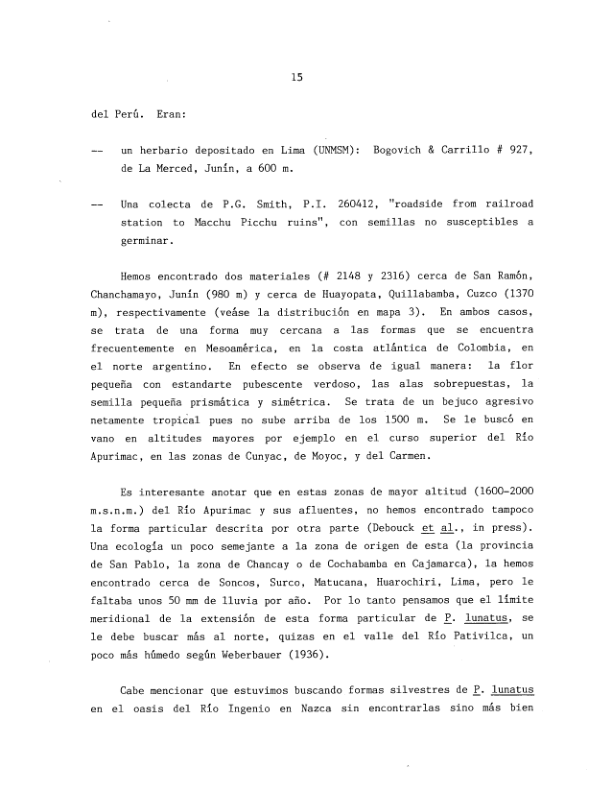 15
del Perú. Eran:
-- un herbario depositado en Lima (UNMSM): Bogovich & Carrillo # 927,
de La Merced, Junín, a 600 m.
-- Una colecta de P.G. Smith, P.I. 260412, "roadside from railroad
station to Macchu Picchu ruins", con semillas no susceptibles a
germinar.
Hemos encontrado dos materiales (# 2148 y 2316) cerca de San Ramón,
Chanchamayo, Junín (980 m) y cerca de Huayopata, Quillabamba, Cuzco (1370
m), respectivamente (veáse la distribución en mapa 3). En ambos casos,
se trata de una forma muy cercana a las formas que se encuentra
frecuentemente en Mesoamérica, en la costa atlántica de Colombia, en
el norte argentino. En efecto se observa de igual manera: la flor
pequeña con estandarte pubescente verdoso, las alas sobrepuestas, la
semilla pequeña prismática y simétrica. Se trata de un bejuco agresivo
netamente tropical pues no sube arriba de los 1500 m. Se le buscó en
vano en altitudes mayores por ejemplo en el curso superior del Río
Apurimac, en las zonas de Cunyac, de Moyoc, y del Carmen.
Es interesante anotar que en estas zonas de mayor altitud (1600-2000
m.s.n.m.) del Río Apurimac y sus afluentes, no hemos encontrado tampoco
la forma particular descrita por otra parte (Debouck et al., in press).
Una ecología un poco semejante a la zona de origen de esta (la provincia
de San Pablo, la zona de Chancay o de Cochabamba en Cajamarca), la hemos
encontrado cerca de Soncos, Surco, Matucana, Huarochiri, Lima, pero le
faltaba unos 50 mm de lluvia por año. Por lo tanto pensamos que el límite
meridional de la extensión de esta forma particular de P. lunatus, se
le debe buscar más al norte, quizas en el valle del Río Pativilca, un
poco más húmedo según Weberbauer (1936).
Cabe mencionar que estuvimos buscando formas silvestres de P. lunatus
en el oasis del Río Ingenio en Nazca sin encontrarlas sino más bien